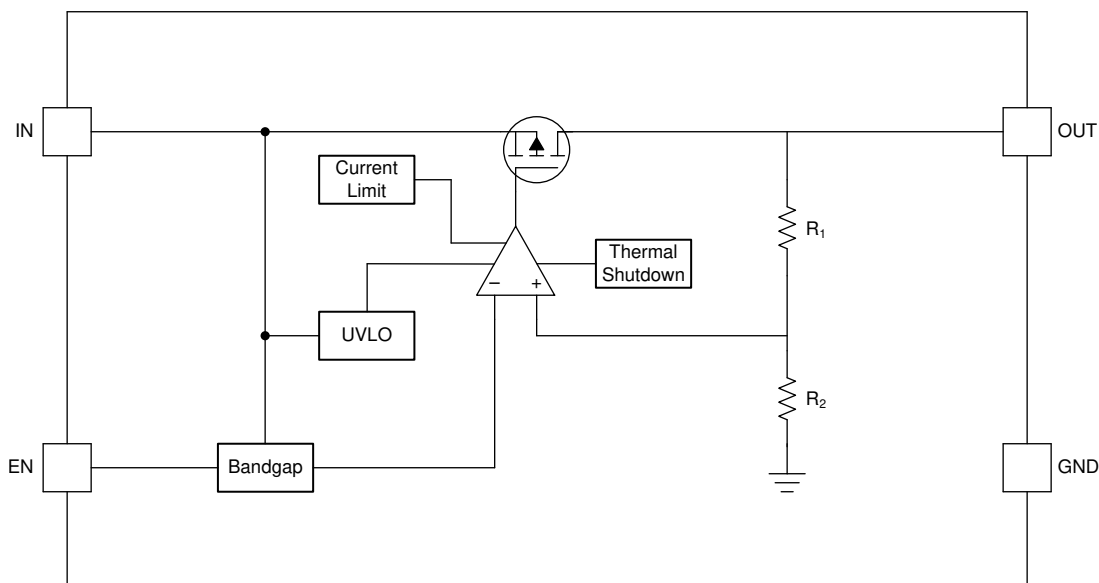 IN
OUT
Current
Limit
R₁
Thermal
Shutdown
− +
UVLO
R₂
EN
Bandgap
GND